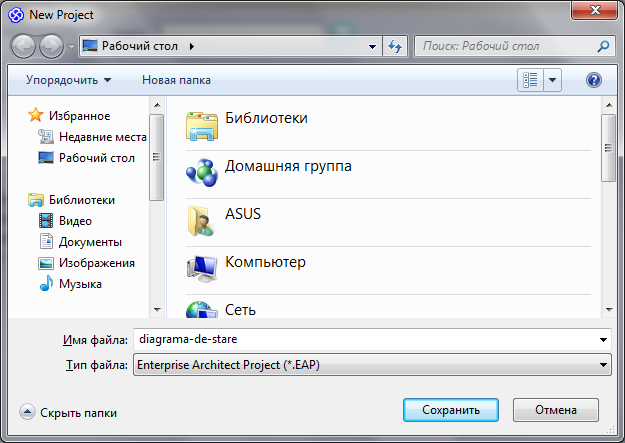 New Project
Рабочий стол
Поиск: Рабочий стол
Упорядочить
Новая папка
Избранное
Недавние места
Рабочий стол
Библиотеки
Видео
Документы
Изображения
Музыка
Библиотеки
Домашняя группа
ASUS
Компьютер
Сеть
Имя файла: diagrama-de-stare
Тип файла: Enterprise Architect Project (*.EAP)
Скрыть папки
Сохранить
Отмена